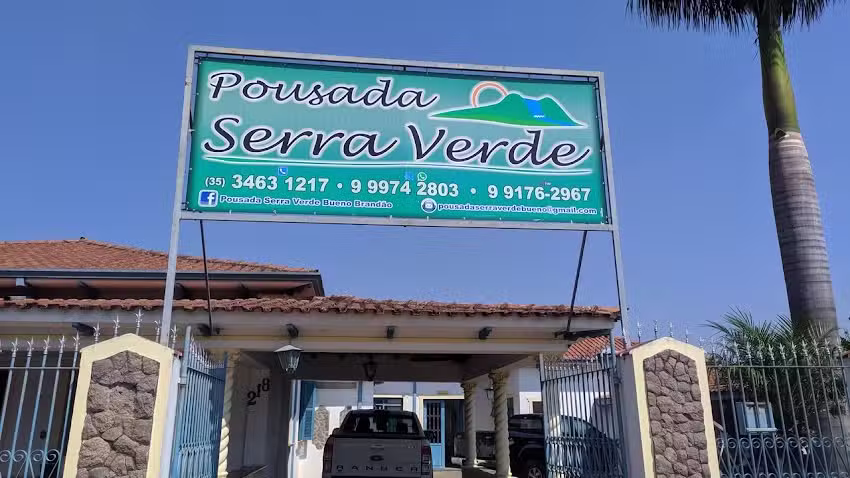 Pousada
Serra Verde
(35) 3463 1217 • 9 9974 2803 • 9 9176-2967
Pousada Serra Verde Bueno Brandão
pousadaserraverdebueno@gmail.com
218
RANGER